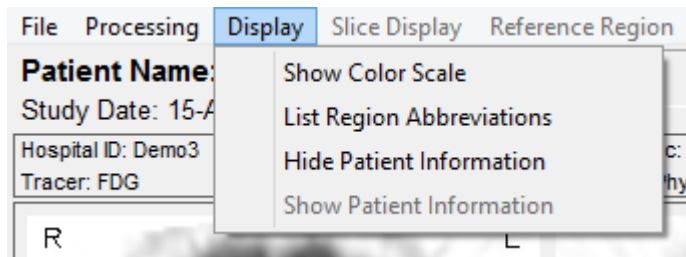 File Processing Display Slice Display Reference Region
Patient Name:
Show Color Scale
Study Date: 15-A
List Region Abbreviations
Hospital ID: Demo3
Hide Patient Information
c:
Tracer: FDG
hy
Show Patient Information
R
L